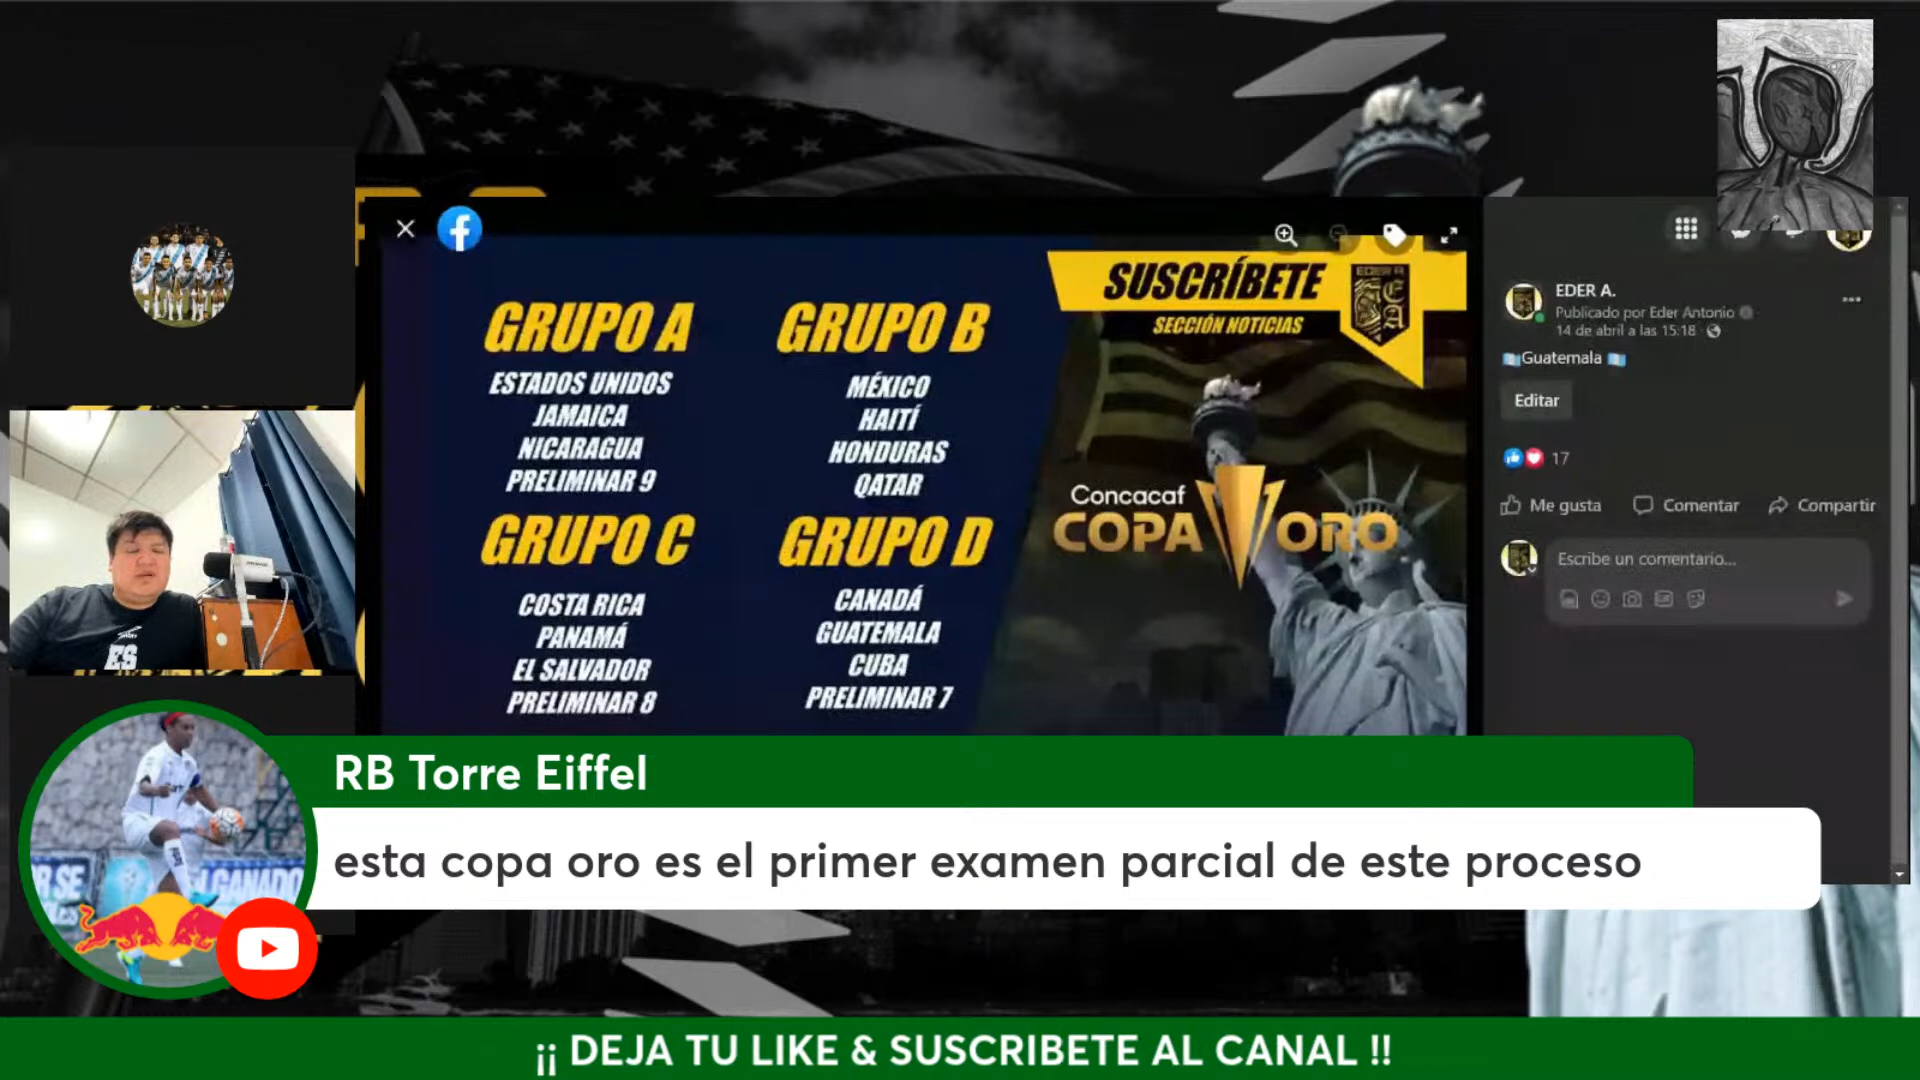 SUSCRÍBETE
SECCIÓN NOTICIAS
EDER A
EA
GRUPO A
ESTADOS UNIDOS
JAMAICA
NICARAGUA
PRELIMINAR 9
GRUPO B
MÉXICO
HAITÍ
HONDURAS
QATAR
GRUPO C
COSTA RICA
PANAMÁ
EL SALVADOR
PRELIMINAR 8
GRUPO D
CANADÁ
GUATEMALA
CUBA
PRELIMINAR 7
Concacaf
COPA ORO
EDER A.
Publicado por Eder Antonio
14 de abril a las 15:18
Guatemala
Editar
17
Me gusta Comentar Compartir
Escribe un comentario...
ES
RB Torre Eiffel
esta copa oro es el primer examen parcial de este proceso
¡¡ DEJA TU LIKE & SUSCRIBETE AL CANAL !!